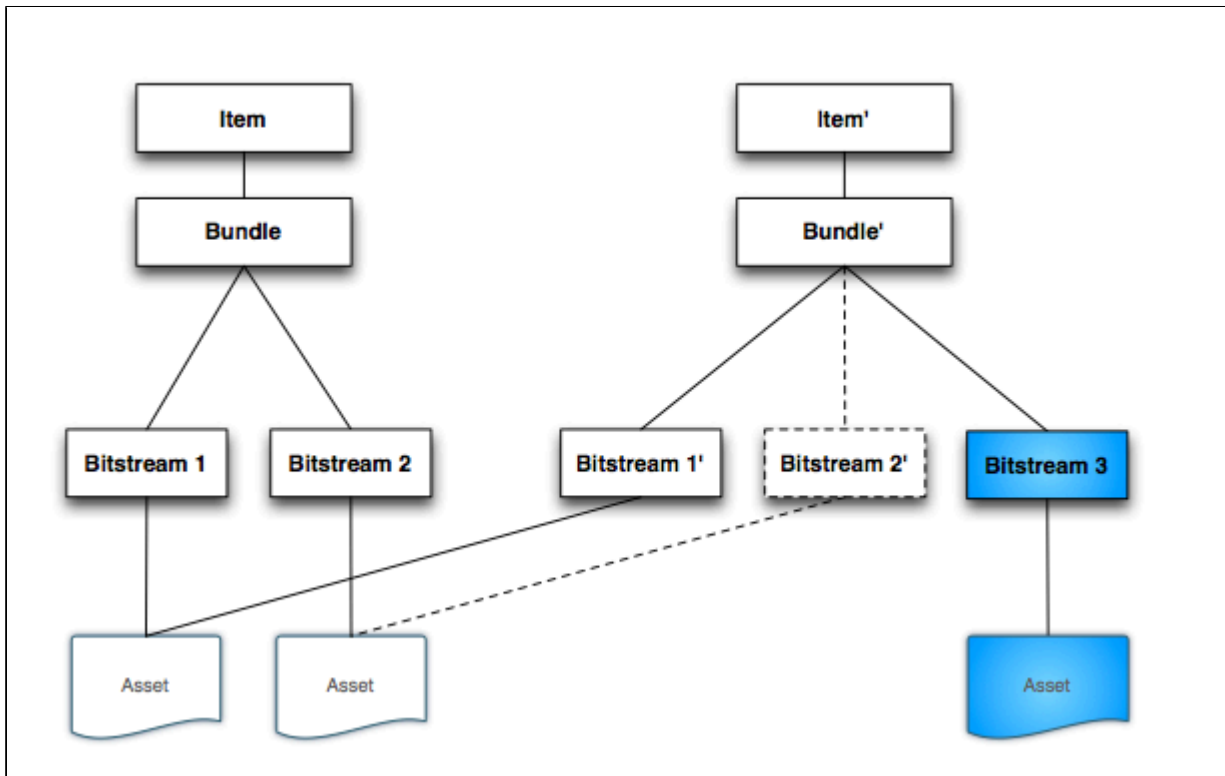 Item
Item'
Bundle
Bundle'
Bitstream 1
Bitstream 2
Bitstream 1'
Bitstream 2'
Bitstream 3
Asset
Asset
Asset